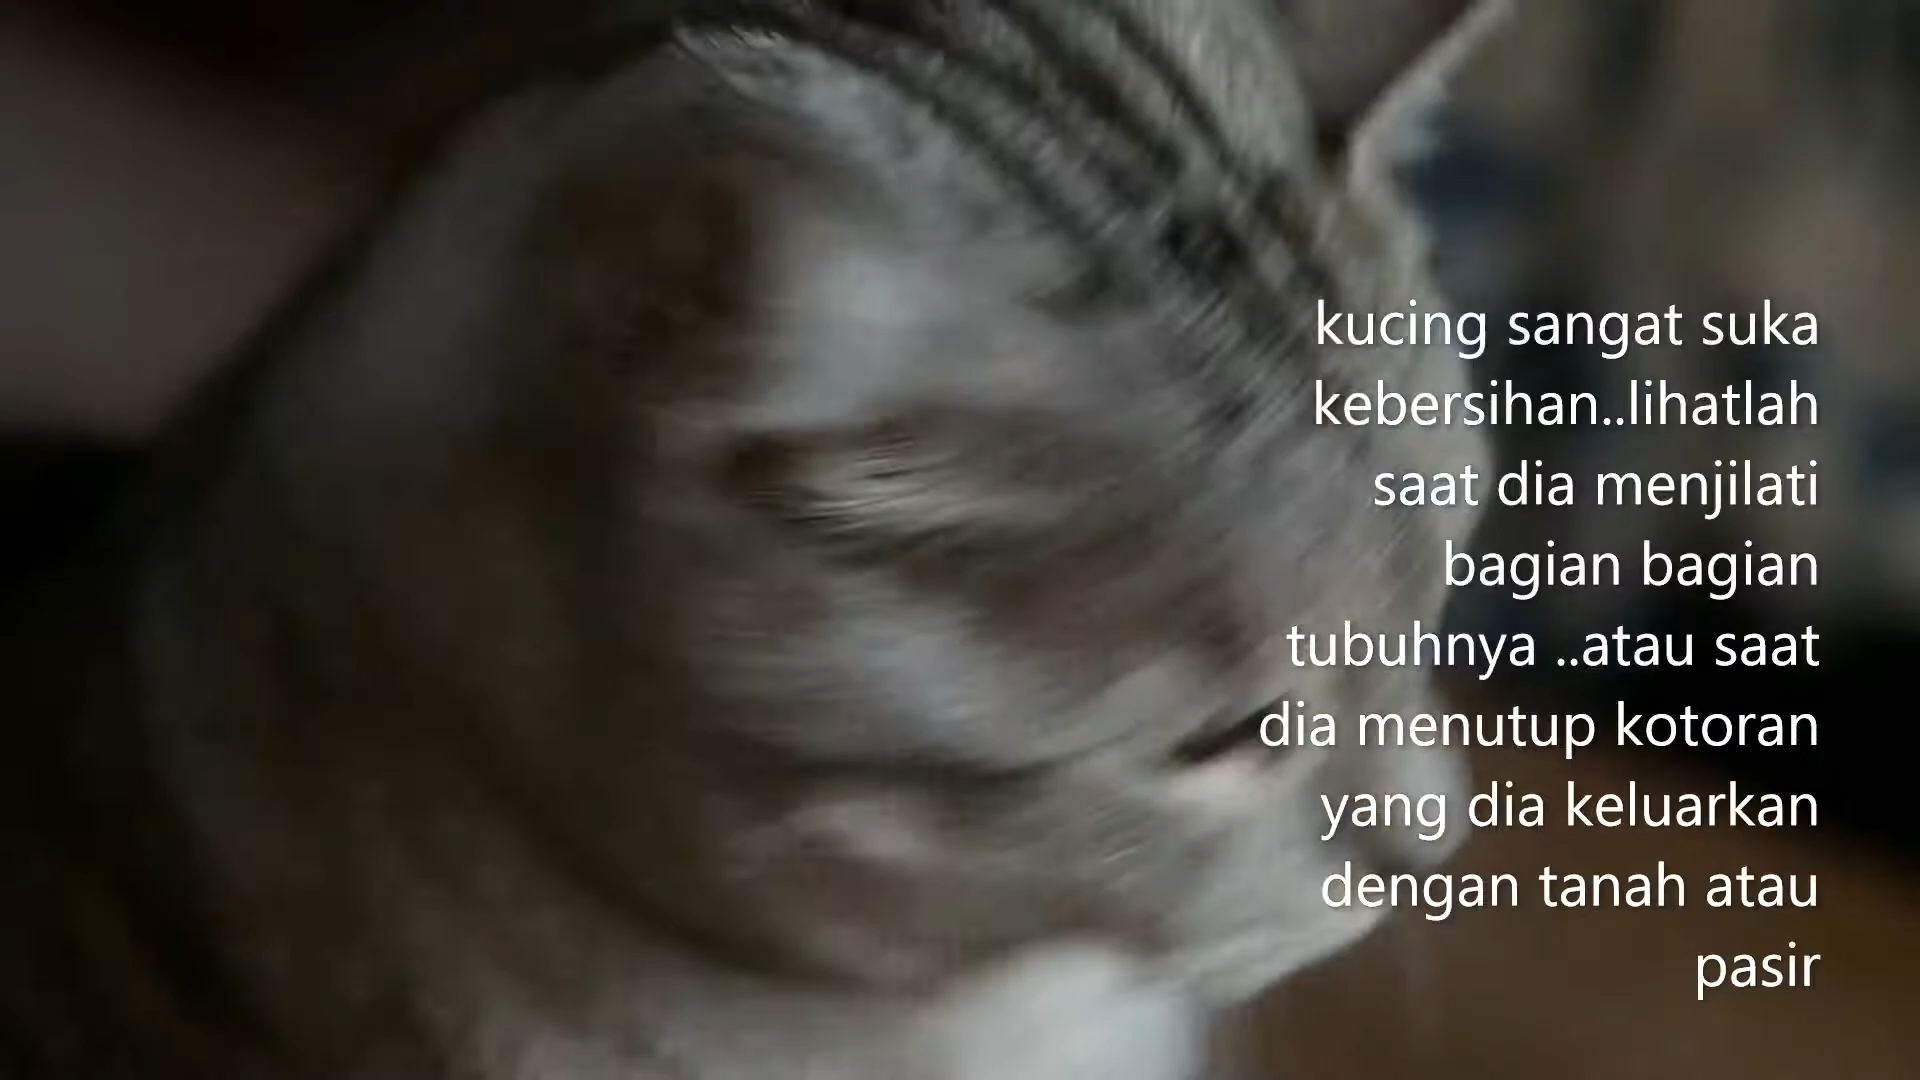 kucing sangat suka
kebersihan..lihatlah
saat dia menjilati
bagian bagian
tubuhnya ..atau saat
dia menutup kotoran
yang dia keluarkan
dengan tanah atau
pasir